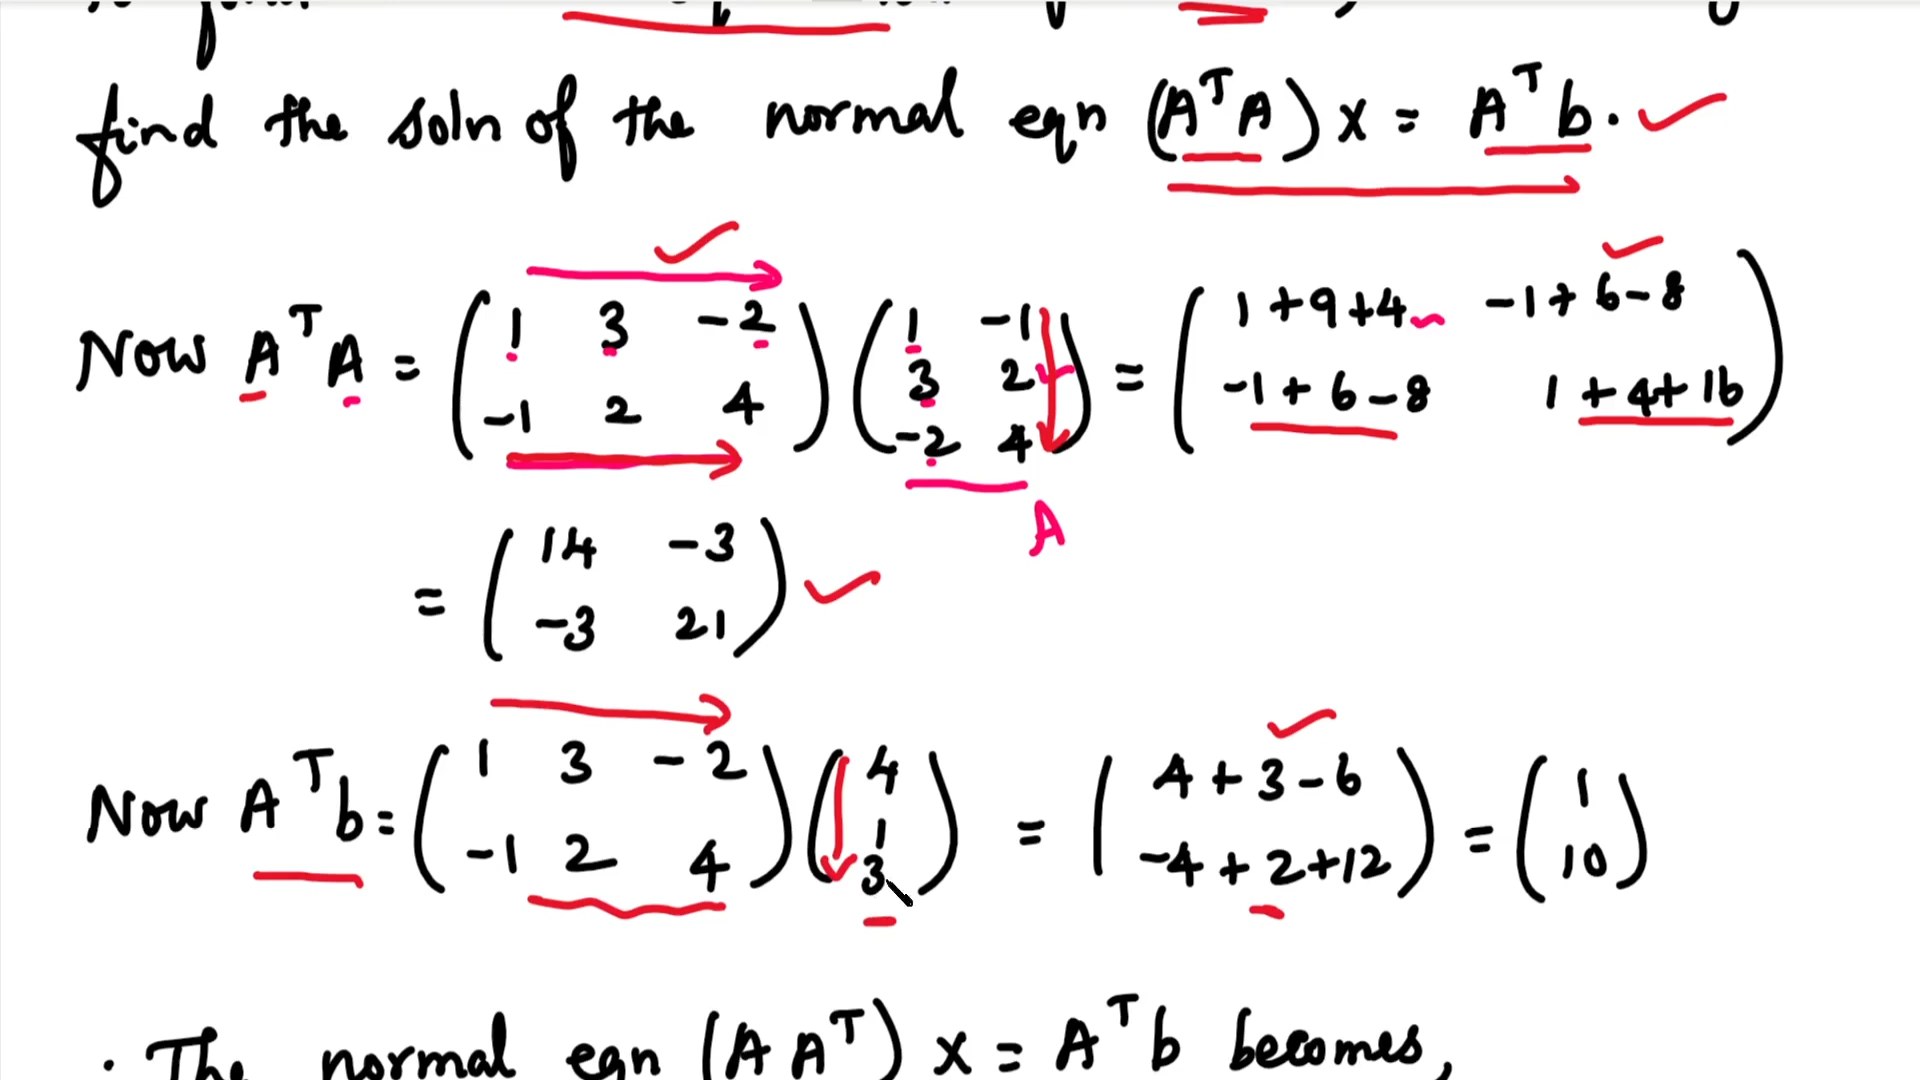 find the soln of the normal eqn (AᵀA) x = Aᵀb.
Now AᵀA = ( 1 3 -2 ) ( 1 -1 ) = ( 1+9+4 -1+6-8 )
( -1 2 4 ) ( 3 2 ) ( -1+6-8 1+4+16 )
( -2 4 )
A
= ( 14 -3 )
( -3 21 )
Now Aᵀb = ( 1 3 -2 ) ( 4 ) = ( 4+3-6 ) = ( 1 )
( -1 2 4 ) ( 1 ) ( -4+2+12 ) ( 10 )
( 3 )
. The normal eqn (A Aᵀ) x = Aᵀb becomes,